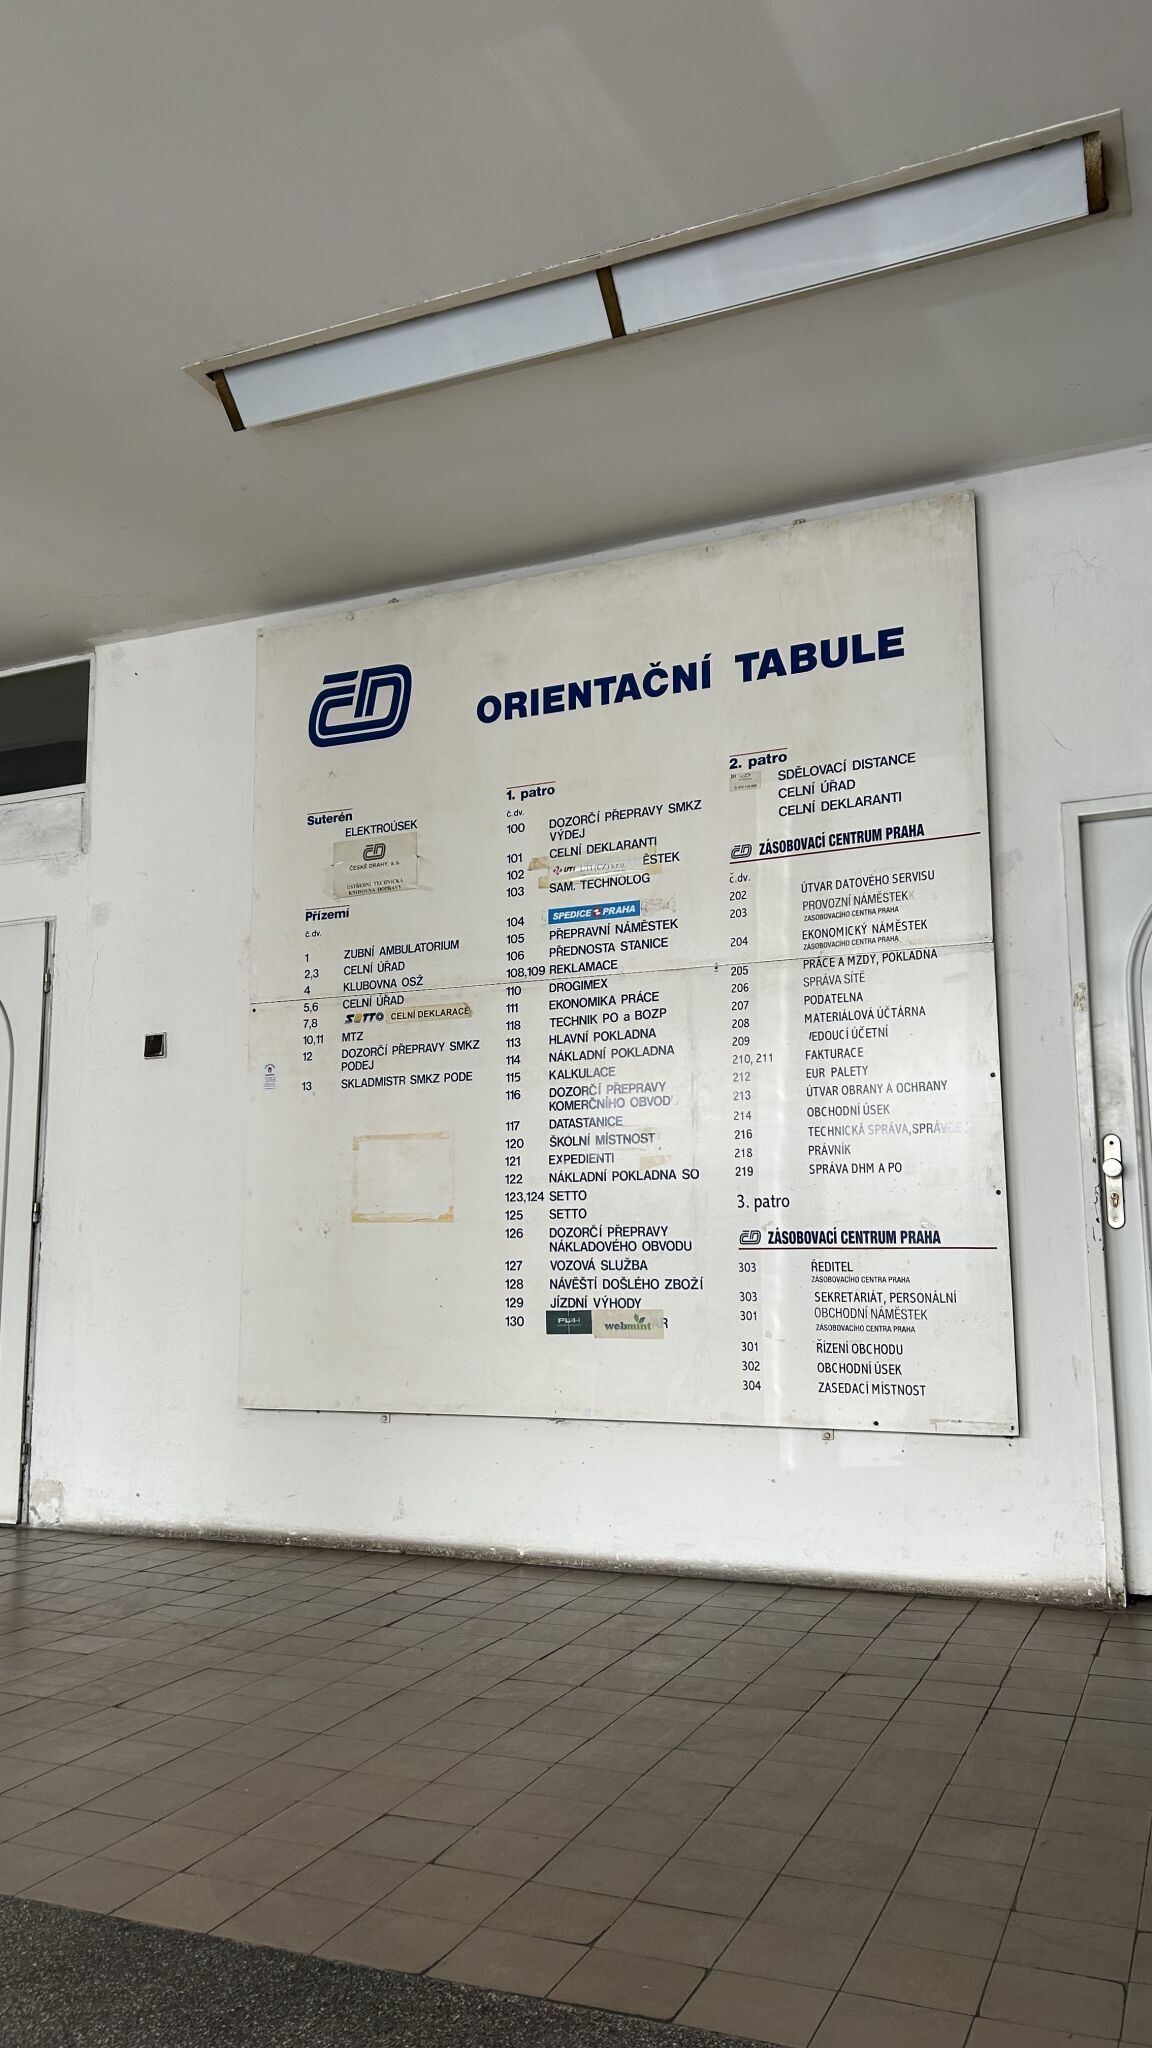 ČD
ORIENTAČNÍ TABULE
Suterén
ELEKTROÚSEK
ČD
ČESKÉ DRÁHY, a. s.
ÚSTŘEDNÍ TECHNICKÁ
KNIHOVNA DOPRAVY
Přízemí
č.dv.
1 ZUBNÍ AMBULATORIUM
2,3 CELNÍ ÚŘAD
4 KLUBOVNA OSŽ
5,6 CELNÍ ÚŘAD
7,8 SETTO CELNÍ DEKLARACE
10,11 MTZ
12 DOZORČÍ PŘEPRAVY SMKZ
PODEJ
13 SKLADMISTR SMKZ PODE
1. patro
č.dv.
100 DOZORČÍ PŘEPRAVY SMKZ
VÝDEJ
101 CELNÍ DEKLARANTI
102 UTI UTI (CZ) s.r.o. ĚSTEK
103 SAM. TECHNOLOG
104 SPEDICE PRAHA
105 PŘEPRAVNÍ NÁMĚSTEK
106 PŘEDNOSTA STANICE
108,109 REKLAMACE
110 DROGIMEX
111 EKONOMIKA PRÁCE
118 TECHNIK PO a BOZP
113 HLAVNÍ POKLADNA
114 NÁKLADNÍ POKLADNA
115 KALKULACE
116 DOZORČÍ PŘEPRAVY
KOMERČNÍHO OBVOD
117 DATASTANICE
120 ŠKOLNÍ MÍSTNOST
121 EXPEDIENTI
122 NÁKLADNÍ POKLADNA SO
123,124 SETTO
125 SETTO
126 DOZORČÍ PŘEPRAVY
NÁKLADOVÉHO OBVODU
127 VOZOVÁ SLUŽBA
128 NÁVĚŠTÍ DOŠLÉHO ZBOŽÍ
129 JÍZDNÍ VÝHODY
130 webmint AR
2. patro
SDĚLOVACÍ DISTANCE
CELNÍ ÚŘAD
CELNÍ DEKLARANTI
ČD ZÁSOBOVACÍ CENTRUM PRAHA
č.dv.
202 ÚTVAR DATOVÉHO SERVISU
203 PROVOZNÍ NÁMĚSTEK
ZÁSOBOVACÍHO CENTRA PRAHA
204 EKONOMICKÝ NÁMĚSTEK
ZÁSOBOVACÍHO CENTRA PRAHA
205 PRÁCE A MZDY, POKLADNA
206 SPRÁVA SÍTĚ
207 PODATELNA
208 MATERIÁLOVÁ ÚČTÁRNA
209 VEDOUCÍ ÚČETNÍ
210, 211 FAKTURACE
212 EUR PALETY
213 ÚTVAR OBRANY A OCHRANY
214 OBCHODNÍ ÚSEK
216 TECHNICKÁ SPRÁVA, SPRÁVCE
218 PRÁVNÍK
219 SPRÁVA DHM A PO
3. patro
ČD ZÁSOBOVACÍ CENTRUM PRAHA
303 ŘEDITEL
ZÁSOBOVACÍHO CENTRA PRAHA
303 SEKRETARIÁT, PERSONÁLNÍ
301 OBCHODNÍ NÁMĚSTEK
ZÁSOBOVACÍHO CENTRA PRAHA
301 ŘÍZENÍ OBCHODU
302 OBCHODNÍ ÚSEK
304 ZASEDACÍ MÍSTNOST